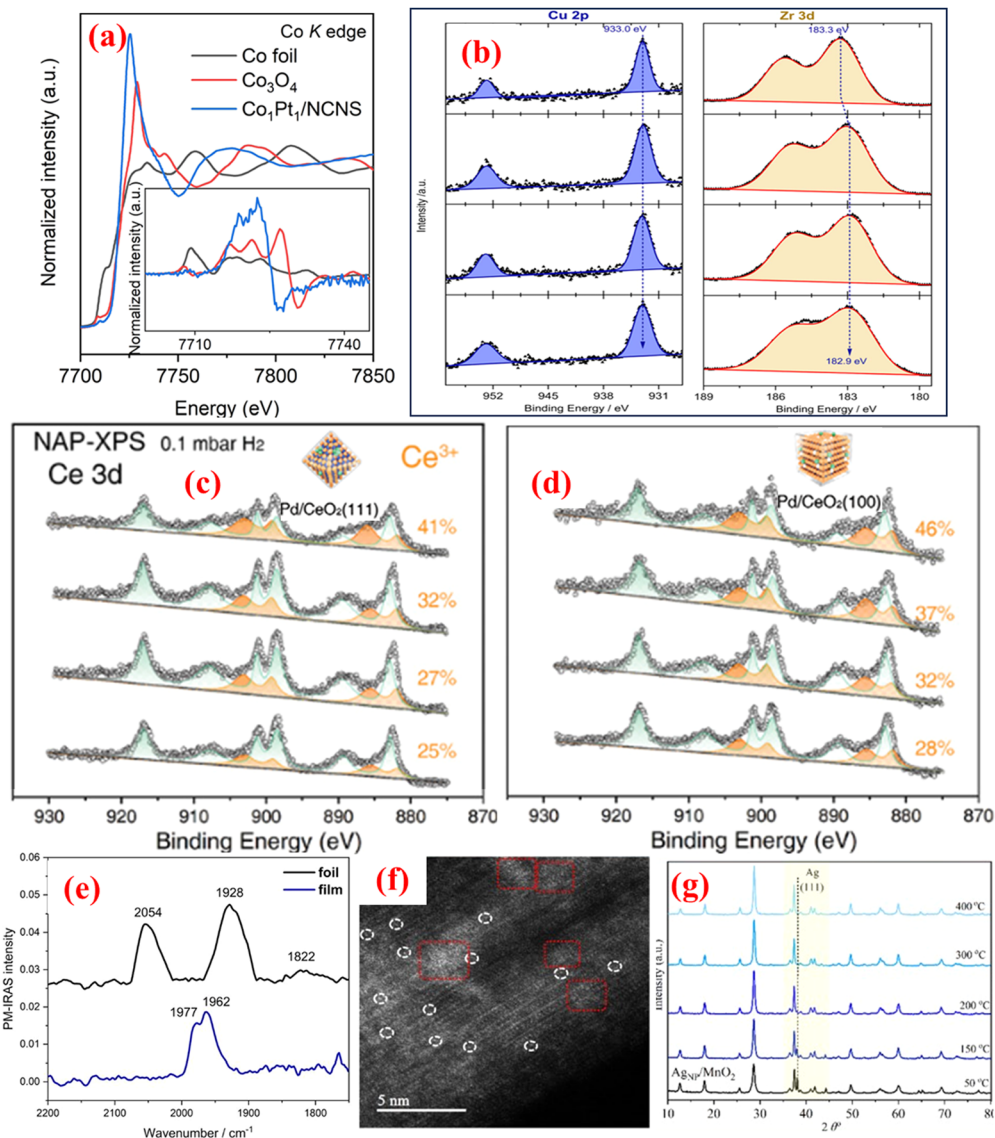 (a)
Co K edge
Co foil
Co₃O₄
Co₁Pt₁/NCNS
Normalized intensity (a.u.)
Normalized intensity (a.u.)
7710 7740
7700 7750 7800 7850
Energy (eV)
(b)
Cu 2p
Zr 3d
933.0 eV
183.3 eV
Intensity /a.u.
182.9 eV
952 945 938 931
189 186 183 180
Binding Energy / eV
Binding Energy / eV
NAP-XPS 0.1 mbar H₂
Ce 3d
(c)
Ce³⁺
Pd/CeO₂(111)
41%
32%
27%
25%
930 920 910 900 890 880 870
Binding Energy (eV)
(d)
Pd/CeO₂(100)
46%
37%
32%
28%
930 920 910 900 890 880 870
Binding Energy (eV)
(e)
foil
film
2054
1928
1822
1977
1962
PM-IRAS intensity
0.06
0.05
0.04
0.03
0.02
0.01
0.00
2200 2100 2000 1900 1800
Wavenumber / cm⁻¹
(f)
5 nm
(g)
Ag
(111)
400 °C
300 °C
200 °C
150 °C
50 °C
Ag_NP/MnO₂
Intensity (a.u.)
10 20 30 40 50 60 70 80
2 θ°